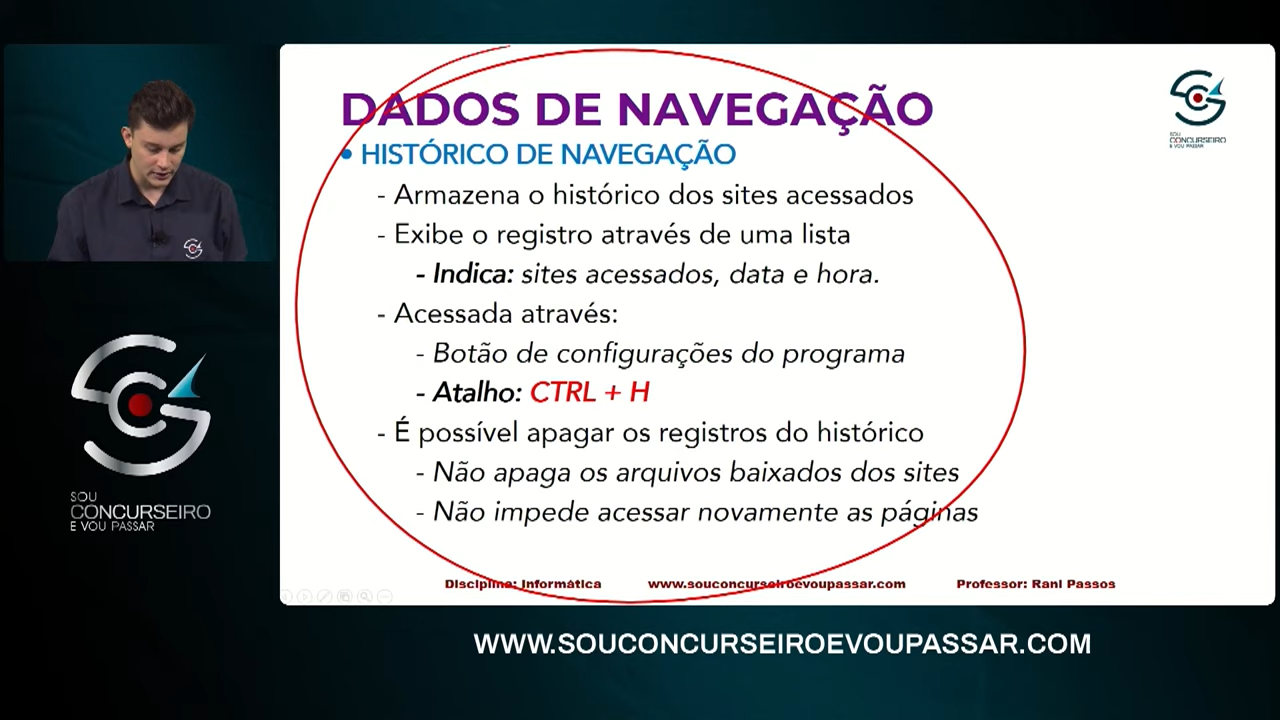 DADOS DE NAVEGAÇÃO
• HISTÓRICO DE NAVEGAÇÃO
- Armazena o histórico dos sites acessados
- Exibe o registro através de uma lista
- Indica: sites acessados, data e hora.
- Acessada através:
- Botão de configurações do programa
- Atalho: CTRL + H
- É possível apagar os registros do histórico
- Não apaga os arquivos baixados dos sites
- Não impede acessar novamente as páginas
Disciplina: Informática www.souconcurseiroevoupassar.com Professor: Rani Passos
SOU
CONCURSEIRO
E VOU PASSAR
SOU
CONCURSEIRO
E VOU PASSAR
WWW.SOUCONCURSEIROEVOUPASSAR.COM